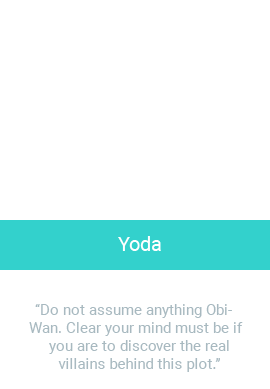 Yoda
“Do not assume anything Obi-
Wan. Clear your mind must be if
you are to discover the real
villains behind this plot.”